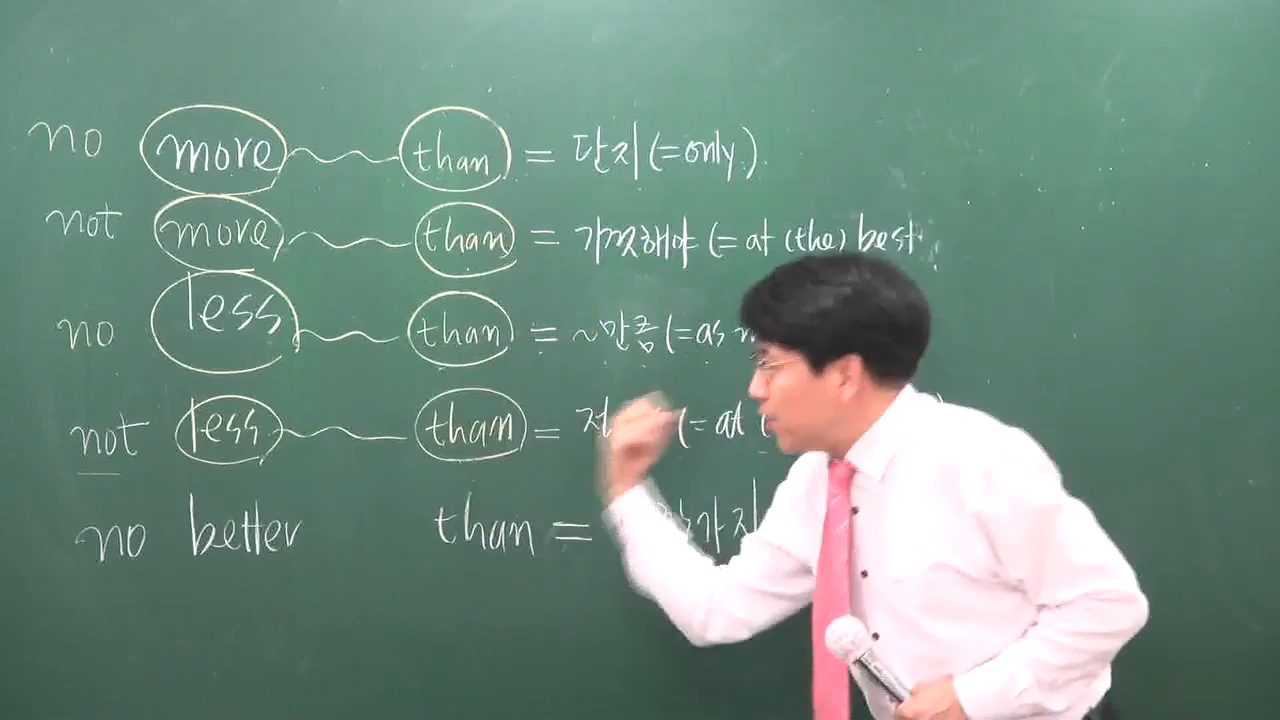 no more than = 단지 (=only)
not more than = 기껏해야 (= at (the) best
no less than = ~만큼 (=as
not less than = (= at
no better than =